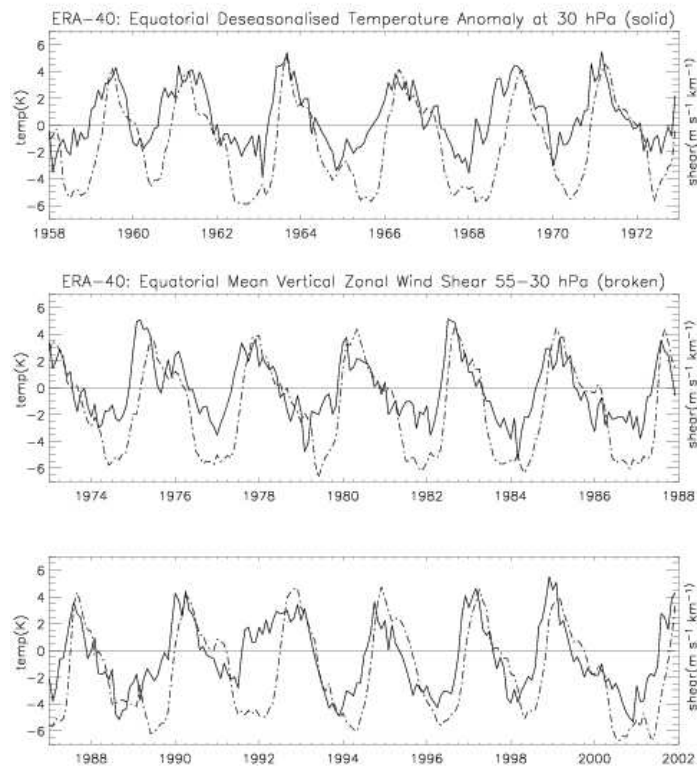 ERA-40: Equatorial Deseasonalised Temperature Anomaly at 30 hPa (solid)
6
4
2
0
-2
-4
-6
temp(K)
shear(m s⁻¹ km⁻¹)
1958 1960 1962 1964 1966 1968 1970 1972
ERA-40: Equatorial Mean Vertical Zonal Wind Shear 55-30 hPa (broken)
6
4
2
0
-2
-4
-6
temp(K)
shear(m s⁻¹ km⁻¹)
1974 1976 1978 1980 1982 1984 1986 1988
6
4
2
0
-2
-4
-6
temp(K)
shear(m s⁻¹ km⁻¹)
1988 1990 1992 1994 1996 1998 2000 2002